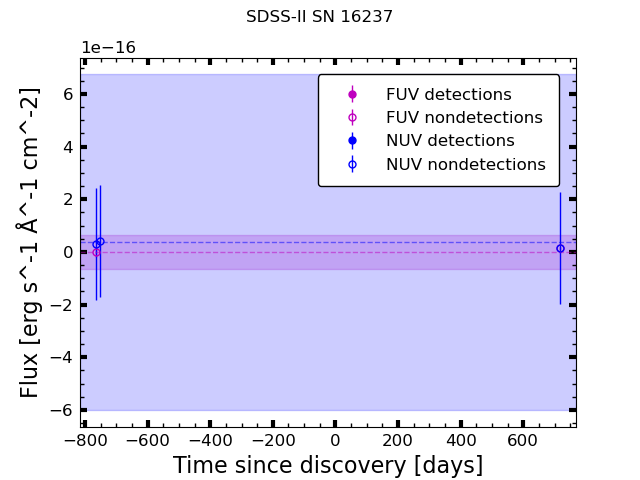 SDSS-II SN 16237
1e−16
FUV detections
FUV nondetections
NUV detections
NUV nondetections
6
4
2
0
−2
−4
−6
Flux [erg s^-1 Å^-1 cm^-2]
−800 −600 −400 −200 0 200 400 600
Time since discovery [days]